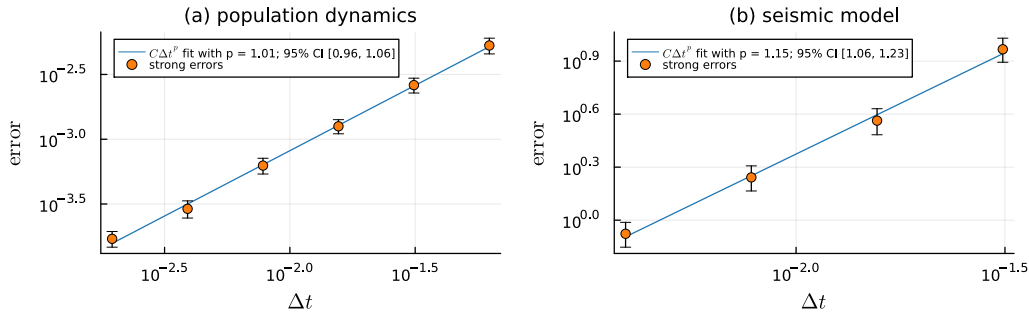 (a) population dynamics
CΔt^p fit with p = 1.01; 95% CI [0.96, 1.06]
strong errors
error
10^-2.5
10^-3.0
10^-3.5
10^-2.5
10^-2.0
10^-1.5
Δt
(b) seismic model
CΔt^p fit with p = 1.15; 95% CI [1.06, 1.23]
strong errors
error
10^0.9
10^0.6
10^0.3
10^0.0
10^-2.0
10^-1.5
Δt